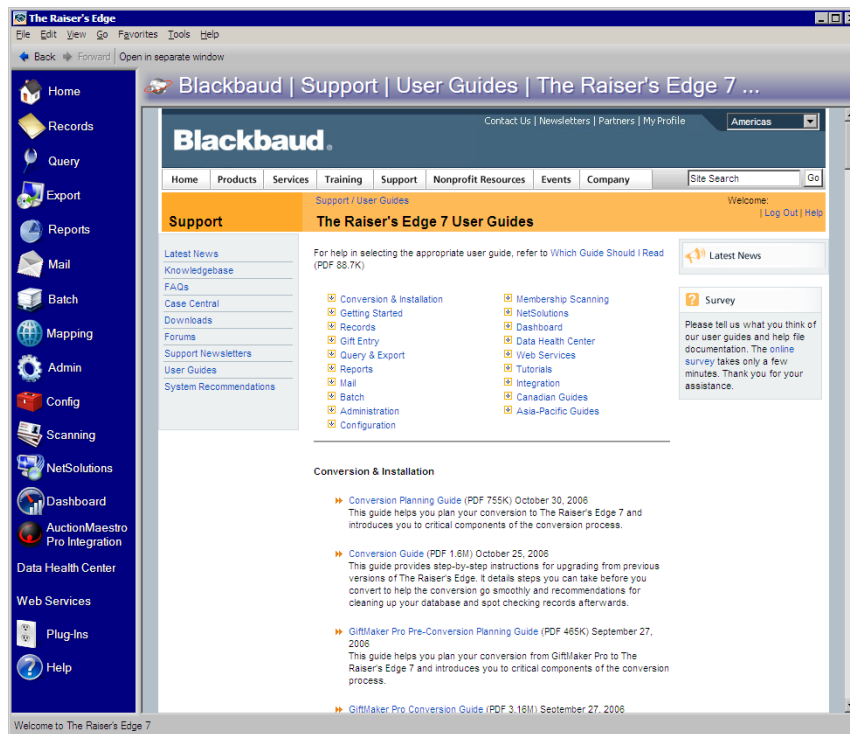 The Raiser's Edge
File Edit View Go Favorites Tools Help
Back Forward Open in separate window
Home
Records
Query
Export
Reports
Mail
Batch
Mapping
Admin
Config
Scanning
NetSolutions
Dashboard
AuctionMaestro
Pro Integration
Data Health Center
Web Services
Plug-Ins
Help
Blackbaud | Support | User Guides | The Raiser's Edge 7 ...
Contact Us | Newsletters | Partners | My Profile
Americas
Blackbaud.
Home Products Services Training Support Nonprofit Resources Events Company
Site Search Go
Support / User Guides
Welcome:
| Log Out | Help
Support
The Raiser's Edge 7 User Guides
Latest News
Knowledgebase
FAQs
Case Central
Downloads
Forums
Support Newsletters
User Guides
System Recommendations
For help in selecting the appropriate user guide, refer to Which Guide Should I Read
(PDF 88.7K)
Conversion & Installation
Getting Started
Records
Gift Entry
Query & Export
Reports
Mail
Batch
Administration
Configuration
Membership Scanning
NetSolutions
Dashboard
Data Health Center
Web Services
Tutorials
Integration
Canadian Guides
Asia-Pacific Guides
Latest News
Survey
Please tell us what you think of
our user guides and help file
documentation. The online
survey takes only a few
minutes. Thank you for your
assistance.
Conversion & Installation
Conversion Planning Guide (PDF 755K) October 30, 2006
This guide helps you plan your conversion to The Raiser's Edge 7 and
introduces you to critical components of the conversion process.
Conversion Guide (PDF 1.6M) October 25, 2006
This guide provides step-by-step instructions for upgrading from previous
versions of The Raiser's Edge. It details steps you can take before you
convert to help the conversion go smoothly and recommendations for
cleaning up your database and spot checking records afterwards.
GiftMaker Pro Pre-Conversion Planning Guide (PDF 465K) September 27,
2006
This guide helps you plan your conversion from GiftMaker Pro to The
Raiser's Edge 7 and introduces you to critical components of the conversion
process.
GiftMaker Pro Conversion Guide (PDF 3.16M) September 27, 2006
Welcome to The Raiser's Edge 7